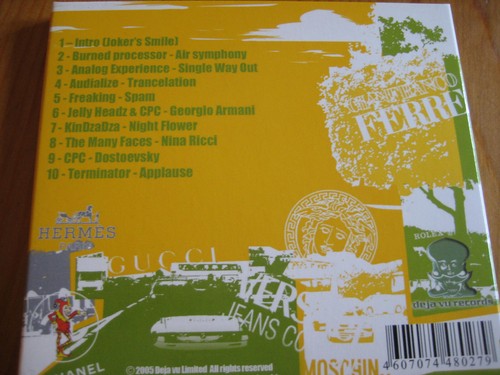 1 - Intro (Joker's Smile)
2 - Burned processor - Air symphony
3 - Analog Experience - Single Way Out
4 - Audialize - Trancelation
5 - Freaking - Spam
6 - Jelly Headz & CPC - Georgio Armani
7 - KinDzaDza - Night Flower
8 - The Many Faces - Nina Ricci
9 - CPC - Dostoevsky
10 - Terminator - Applause
FERRE
HERMES
GUCCI
ROLEX
VERS
JEANS CO
deja vu records
MOSCHIN
ANEL
©2005 Deja vu Limited All rights reserved
4607074480279